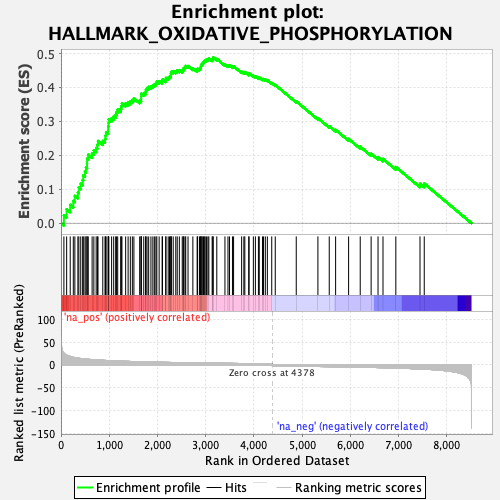 Enrichment plot:
HALLMARK_OXIDATIVE_PHOSPHORYLATION
Enrichment score (ES)
0.5
0.4
0.3
0.2
0.1
0.0
Ranked list metric (PreRanked)
'na_pos' (positively correlated)
100
50
0
-50
-100
-150
Zero cross at 4378
'na_neg' (negatively correlated)
0 1,000 2,000 3,000 4,000 5,000 6,000 7,000 8,000
Rank in Ordered Dataset
Enrichment profile Hits Ranking metric scores